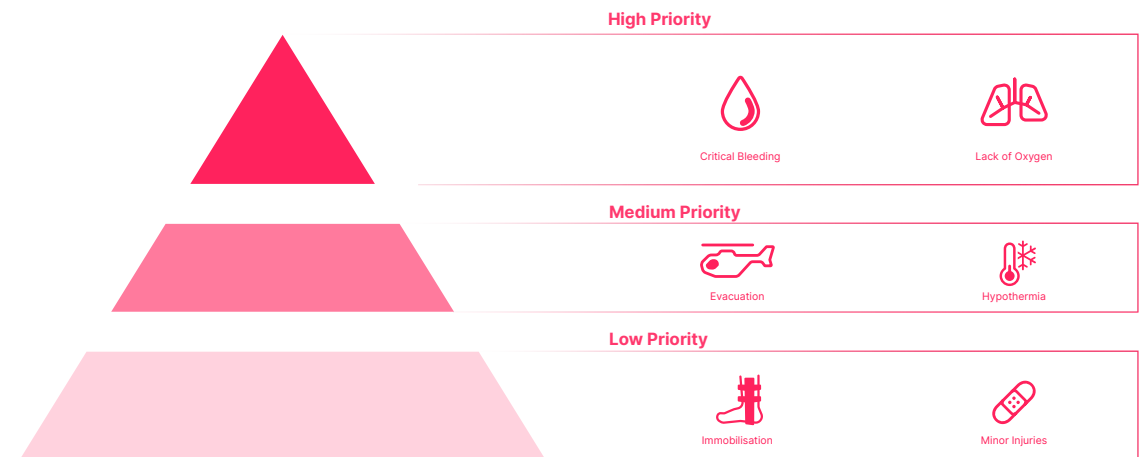 High Priority
Critical Bleeding
Lack of Oxygen
Medium Priority
Evacuation
Hypothermia
Low Priority
Immobilisation
Minor Injuries